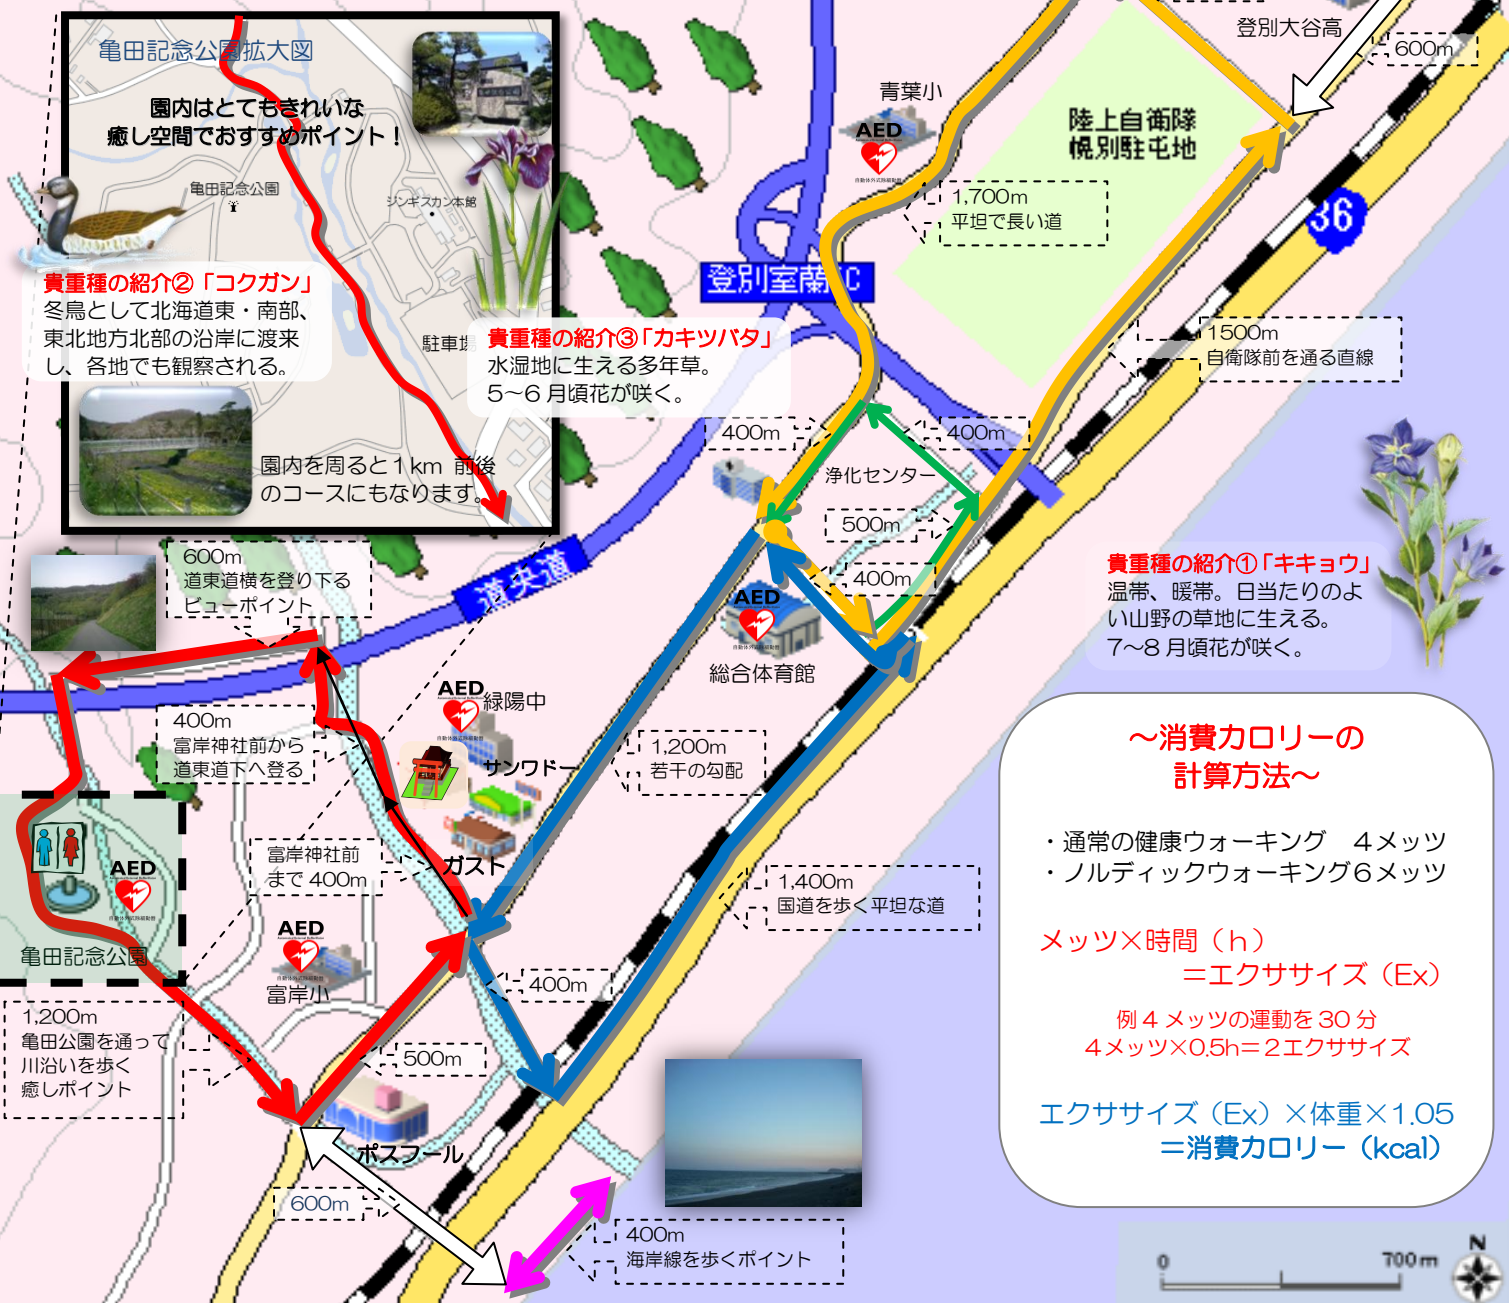 亀田記念公園拡大図
園内はとてもきれいな
癒し空間でおすすめポイント！
亀田記念公園
ジンギスカン本館
駐車場
貴重種の紹介②「コクガン」
冬鳥として北海道東・南部、
東北地方北部の沿岸に渡来
し、各地でも観察される。
貴重種の紹介③「カキツバタ」
水湿地に生える多年草。
5～6月頃花が咲く。
園内を周ると1km 前後
のコースにもなります。
登別大谷高
600m
青葉小
AED
陸上自衛隊
幌別駐屯地
1,700m
平坦で長い道
36
登別室蘭IC
1500m
自衛隊前を通る直線
400m
400m
浄化センター
500m
400m
AED
総合体育館
貴重種の紹介①「キキョウ」
温帯、暖帯。日当たりのよ
い山野の草地に生える。
7～8月頃花が咲く。
600m
道東道横を登り下る
ビューポイント
道央道
400m
富岸神社前から
道東道下へ登る
AED
緑陽中
サンワドー
1,200m
若干の勾配
富岸神社前
まで400m
ガスト
AED
亀田記念公園
AED
富岸小
1,400m
国道を歩く平坦な道
400m
1,200m
亀田公園を通って
川沿いを歩く
癒しポイント
500m
ポスフール
600m
400m
海岸線を歩くポイント
～消費カロリーの
計算方法～
・通常の健康ウォーキング　4メッツ
・ノルディックウォーキング6メッツ
メッツ×時間（h）
＝エクササイズ（Ex）
例4メッツの運動を30分
4メッツ×0.5h＝2エクササイズ
エクササイズ（Ex）×体重×1.05
＝消費カロリー（kcal）
0
700m
N